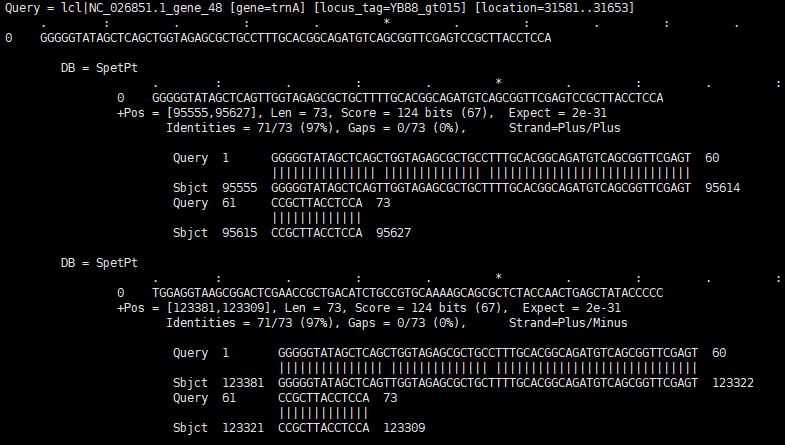 Query = lcl|NC_026851.1_gene_48 [gene=trnA] [locus_tag=YB88_gt015] [location=31581..31653]
. : . : . * . : . : .
0 GGGGGTATAGCTCAGCTGGTAGAGCGCTGCCTTTGCACGGCAGATGTCAGCGGTTCGAGTCCGCTTACCTCCA
DB = SpetPt
. : . : . * . : . :
0 GGGGGTATAGCTCAGTTGGTAGAGCGCTGCTTTTGCACGGCAGATGTCAGCGGTTCGAGTCCGCTTACCTCCA
+Pos = [95555,95627], Len = 73, Score = 124 bits (67), Expect = 2e-31
Identities = 71/73 (97%), Gaps = 0/73 (0%), Strand=Plus/Plus
Query 1 GGGGGTATAGCTCAGCTGGTAGAGCGCTGCCTTTGCACGGCAGATGTCAGCGGTTCGAGT 60
||||||||||||||| |||||||||||||| |||||||||||||||||||||||||||||
Sbjct 95555 GGGGGTATAGCTCAGTTGGTAGAGCGCTGCTTTTGCACGGCAGATGTCAGCGGTTCGAGT 95614
Query 61 CCGCTTACCTCCA 73
|||||||||||||
Sbjct 95615 CCGCTTACCTCCA 95627
DB = SpetPt
. : . : . * . : . :
0 TGGAGGTAAGCGGACTCGAACCGCTGACATCTGCCGTGCAAAAGCAGCGCTCTACCAACTGAGCTATACCCCC
+Pos = [123381,123309], Len = 73, Score = 124 bits (67), Expect = 2e-31
Identities = 71/73 (97%), Gaps = 0/73 (0%), Strand=Plus/Minus
Query 1 GGGGGTATAGCTCAGCTGGTAGAGCGCTGCCTTTGCACGGCAGATGTCAGCGGTTCGAGT 60
||||||||||||||| |||||||||||||| |||||||||||||||||||||||||||||
Sbjct 123381 GGGGGTATAGCTCAGTTGGTAGAGCGCTGCTTTTGCACGGCAGATGTCAGCGGTTCGAGT 123322
Query 61 CCGCTTACCTCCA 73
|||||||||||||
Sbjct 123321 CCGCTTACCTCCA 123309